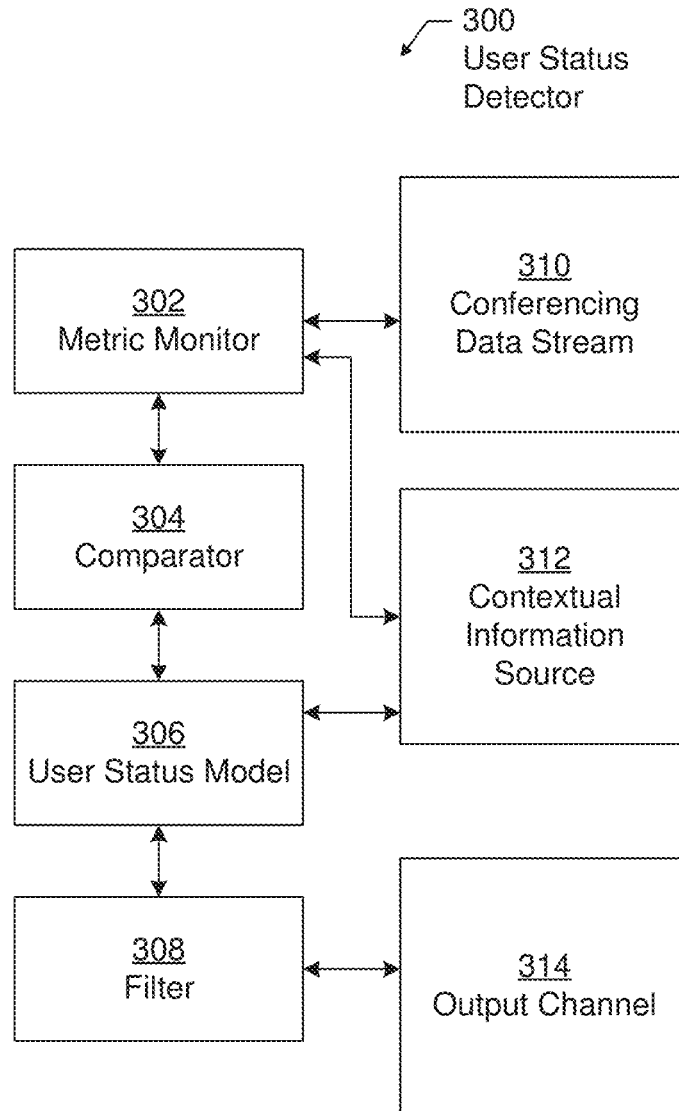 300
User Status
Detector
302
Metric Monitor
310
Conferencing
Data Stream
304
Comparator
312
Contextual
Information
Source
306
User Status Model
308
Filter
314
Output Channel